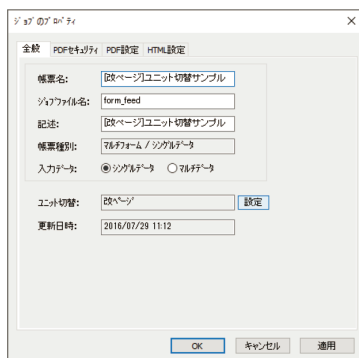 ｼﾞｮﾌﾞのﾌﾟﾛﾊﾟﾃｨ
全般 PDFｾｷｭﾘﾃｨ PDF設定 HTML設定
帳票名: [改ページ]ユニット切替サンプル
ｼﾞｮﾌﾞﾌｧｲﾙ名: form_feed
記述: [改ページ]ユニット切替サンプル
帳票種別: ﾏﾙﾁﾌｫｰﾑ / ｼﾝｸﾞﾙﾃﾞｰﾀ
入力ﾃﾞｰﾀ: ｼﾝｸﾞﾙﾃﾞｰﾀ ﾏﾙﾁﾃﾞｰﾀ
ﾕﾆｯﾄ切替: 改ﾍﾟｰｼﾞ 設定
更新日時: 2016/07/29 11:12
OK キャンセル 適用